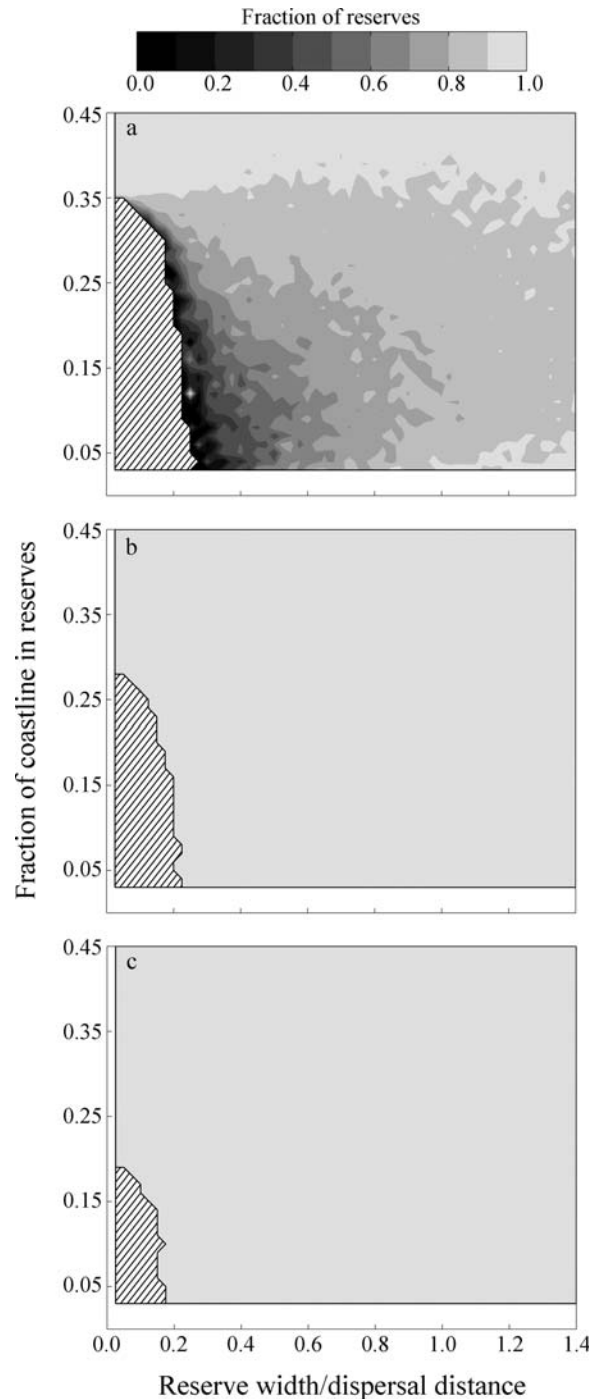 Fraction of reserves
0.0 0.2 0.4 0.6 0.8 1.0
a
0.45
0.35
0.25
0.15
0.05
b
0.45
0.35
0.25
0.15
0.05
Fraction of coastline in reserves
c
0.45
0.35
0.25
0.15
0.05
0.0 0.2 0.4 0.6 0.8 1.0 1.2 1.4
Reserve width/dispersal distance